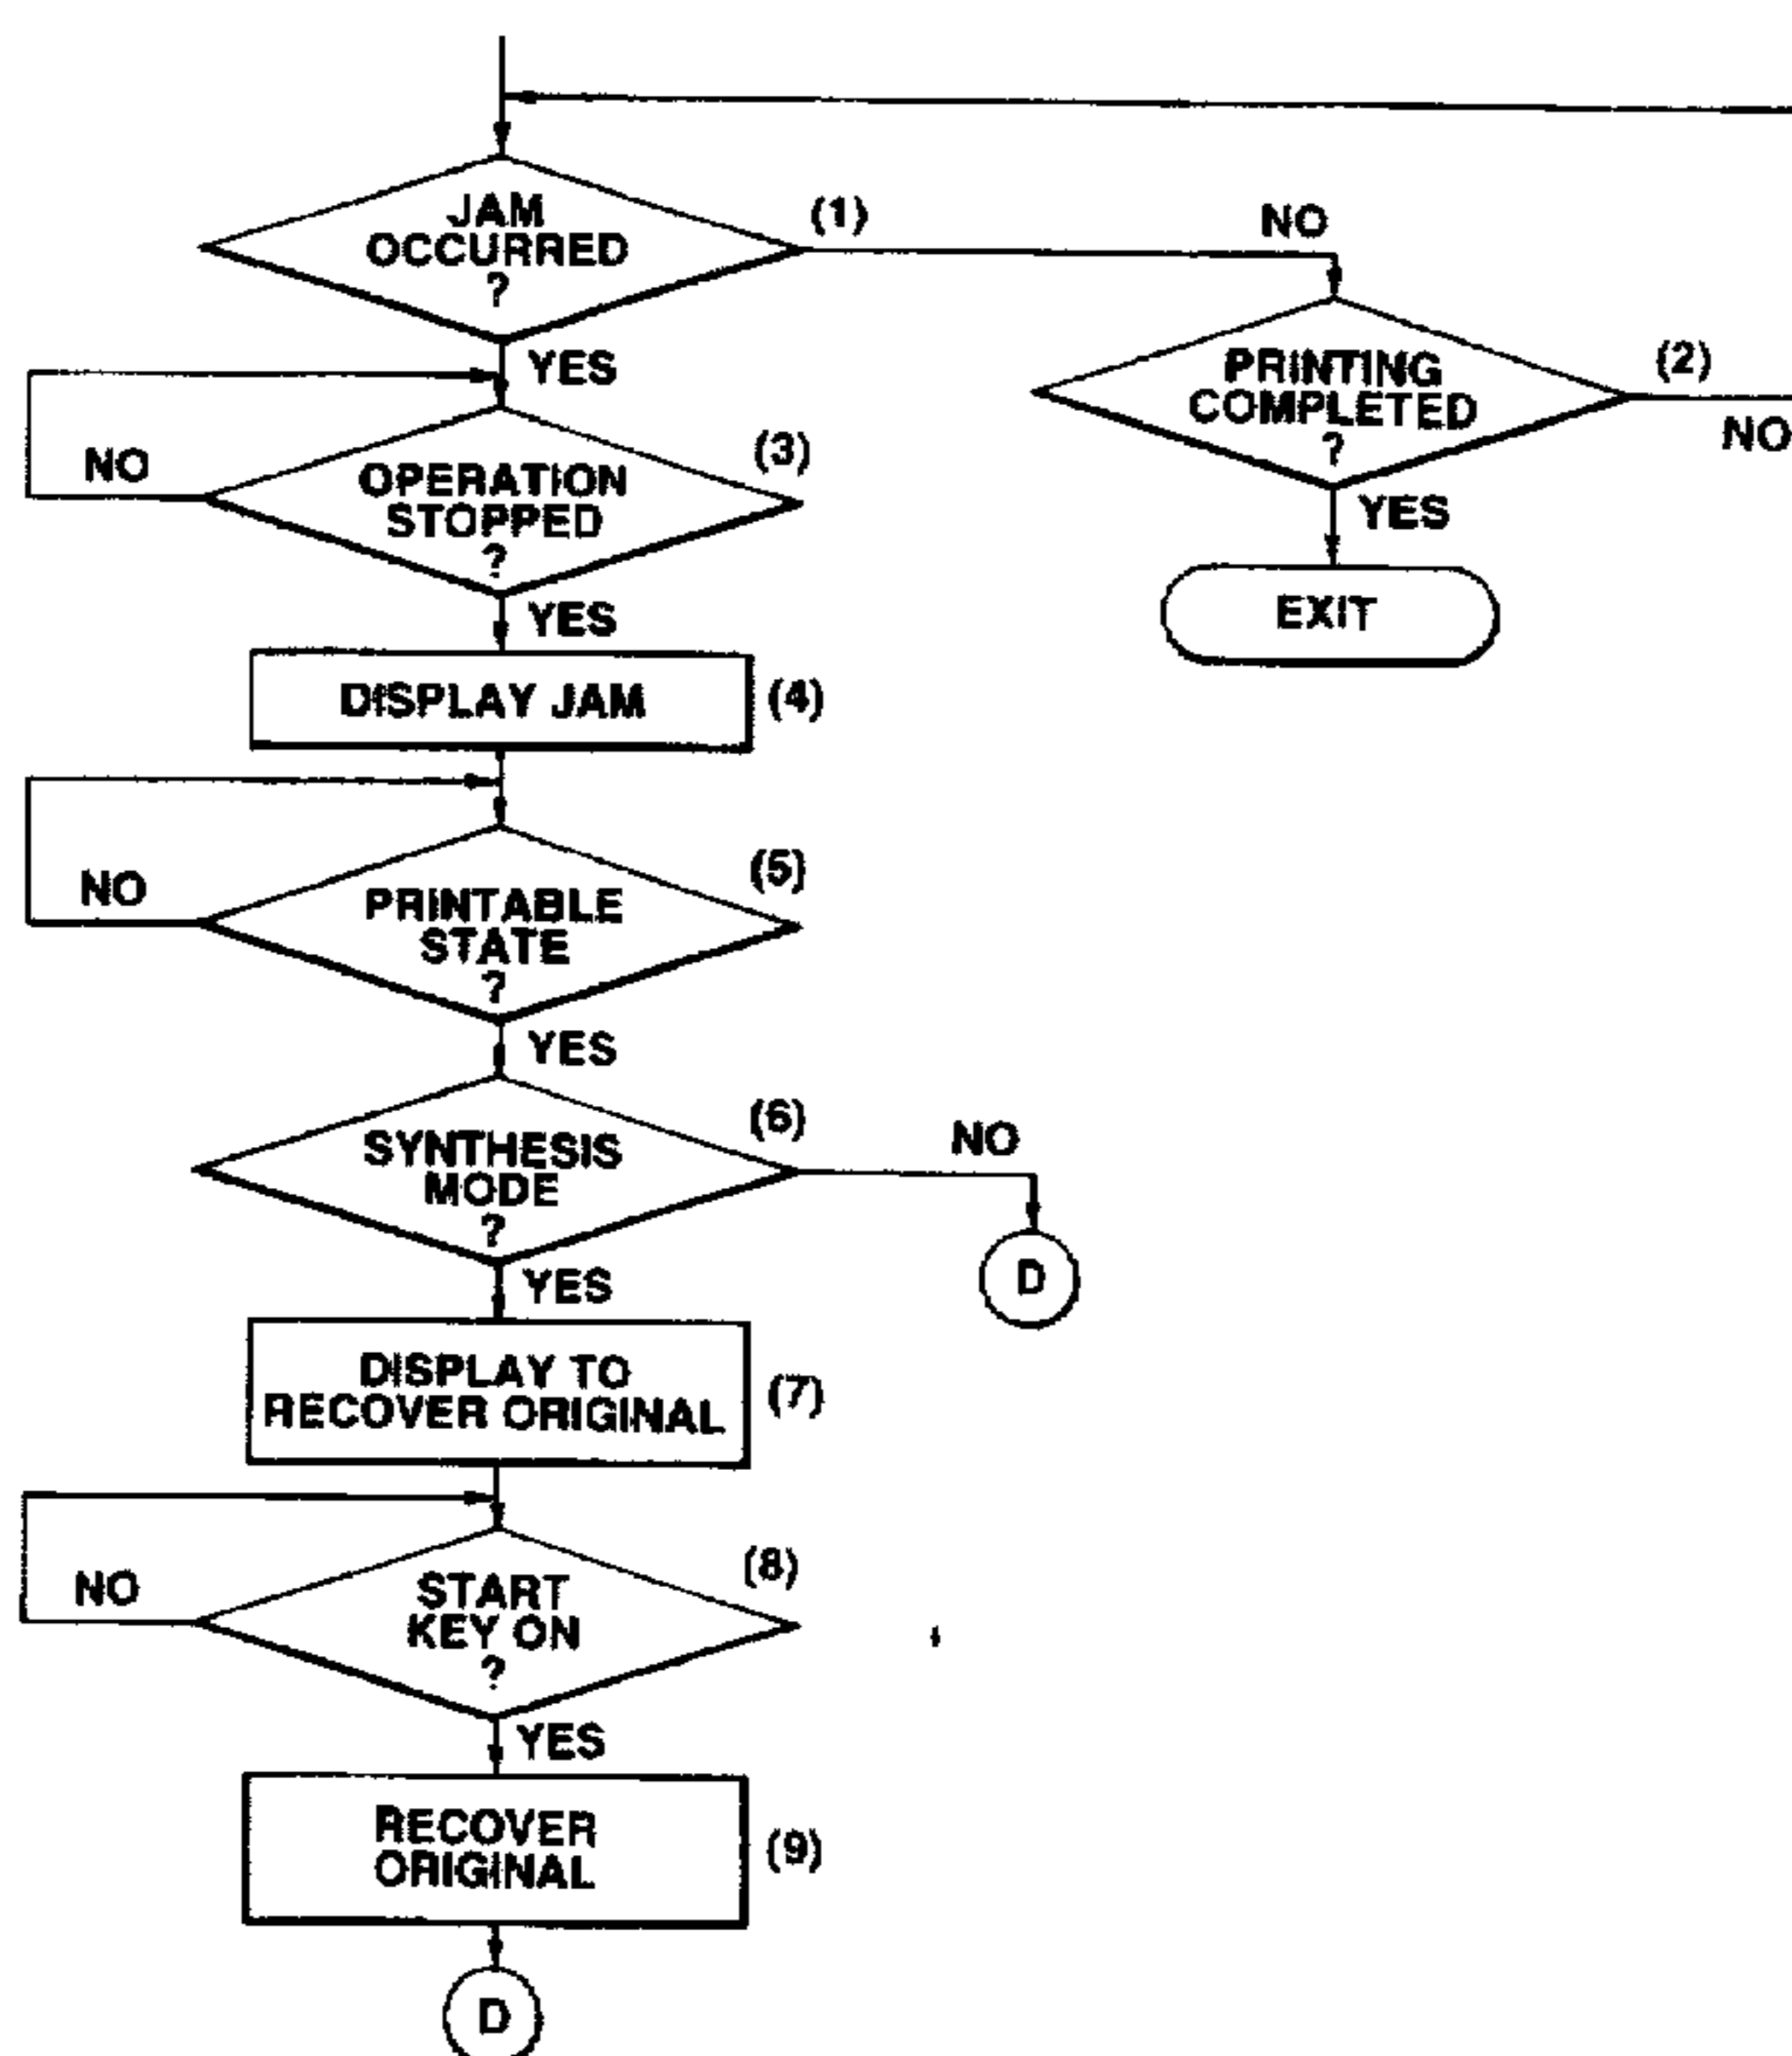 JAM
OCCURRED
?
(1)
NO
YES
PRINTING
COMPLETED
?
(2)
NO
YES
EXIT
NO
OPERATION
STOPPED
?
(3)
YES
DISPLAY JAM
(4)
NO
PRINTABLE
STATE
?
(5)
YES
SYNTHESIS
MODE
?
(6)
NO
D
YES
DISPLAY TO
RECOVER ORIGINAL
(7)
NO
START
KEY ON
?
(8)
YES
RECOVER
ORIGINAL
(9)
D